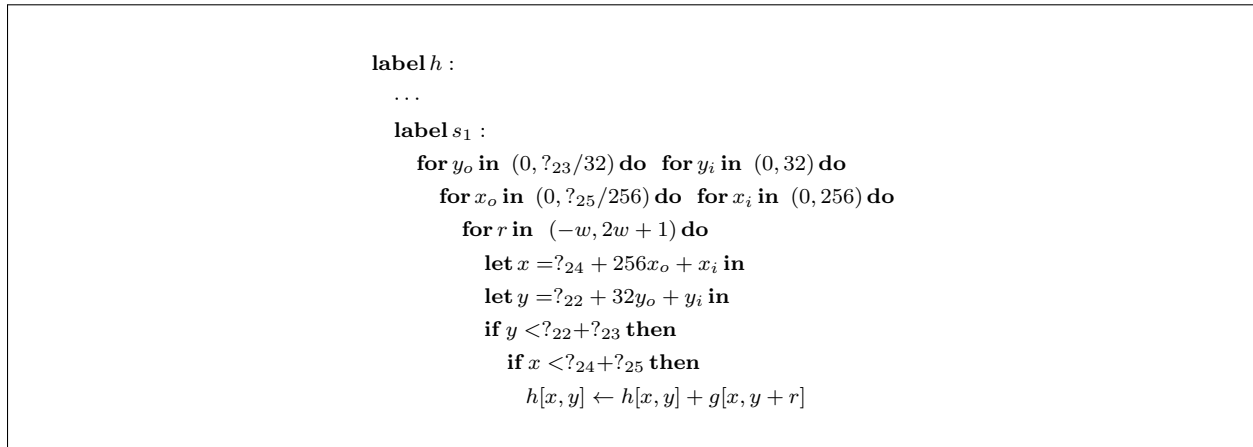 label h :
· · ·
label s₁ :
for yₒ in (0, ?₂₃/32) do for yᵢ in (0, 32) do
for xₒ in (0, ?₂₅/256) do for xᵢ in (0, 256) do
for r in (−w, 2w + 1) do
let x =?₂₄ + 256xₒ + xᵢ in
let y =?₂₂ + 32yₒ + yᵢ in
if y <?₂₂+?₂₃ then
if x <?₂₄+?₂₅ then
h[x, y] ← h[x, y] + g[x, y + r]